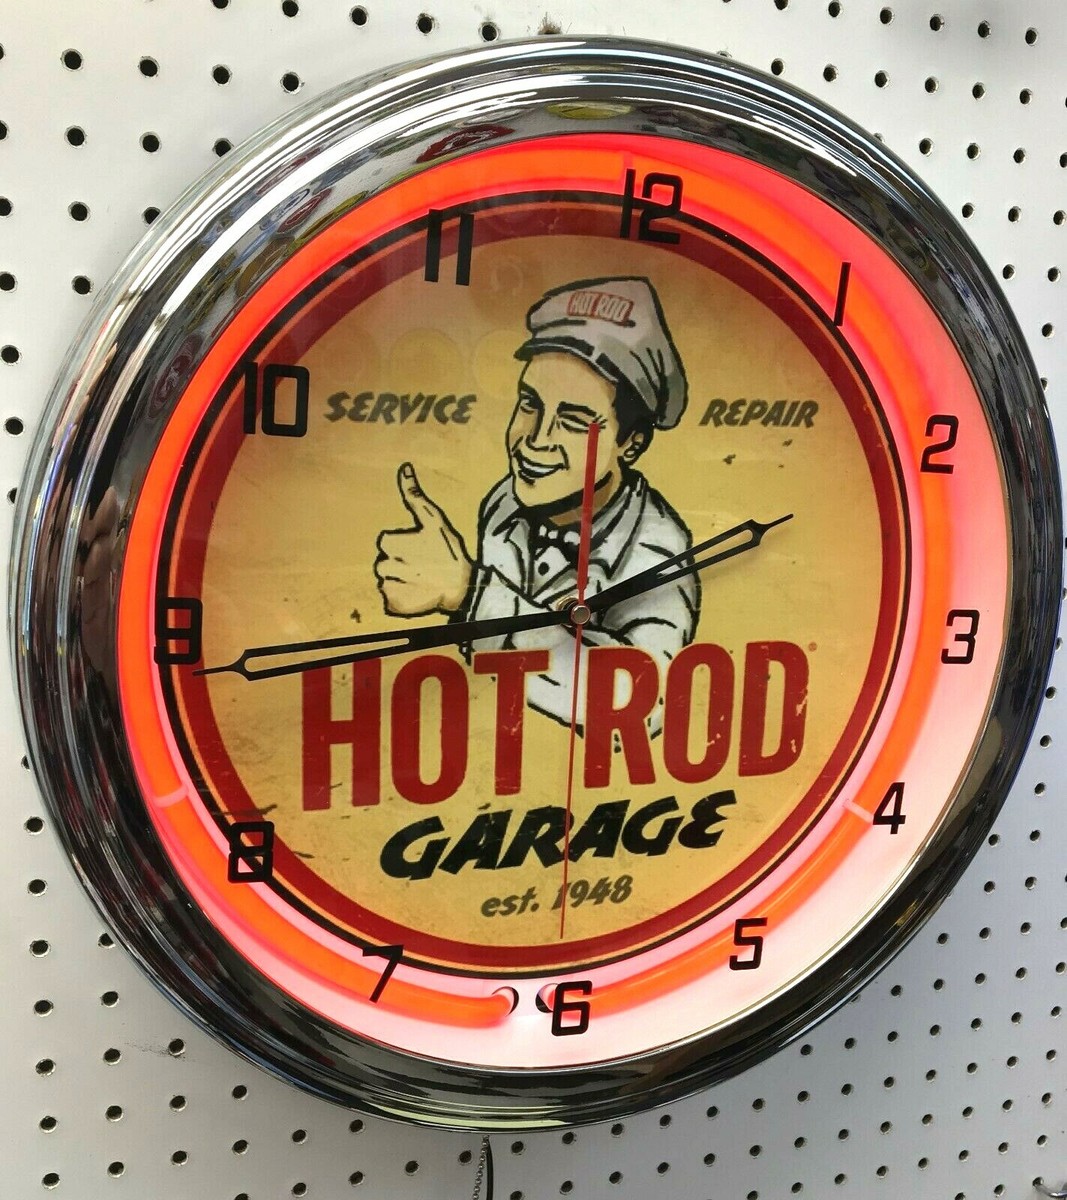 12
11
1
HOT ROD
10
SERVICE
REPAIR
2
9
3
HOT ROD®
8
GARAGE
4
est. 1948
7
5
6